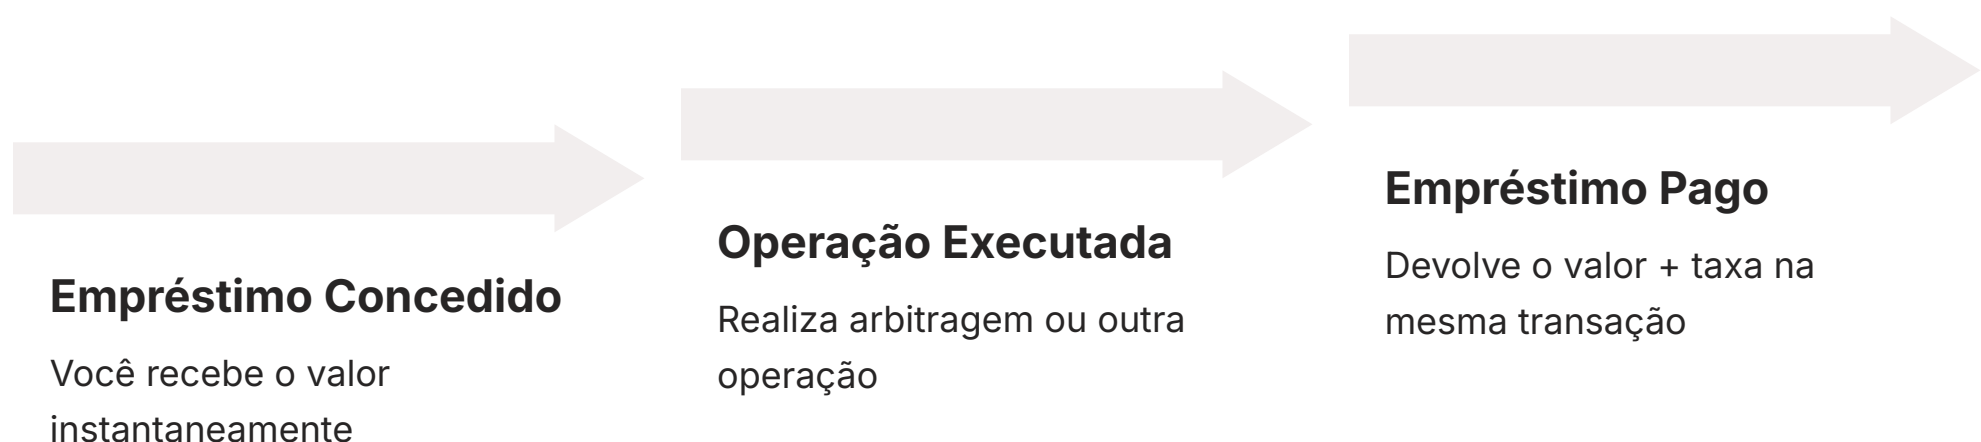 Empréstimo Concedido
Você recebe o valor
instantaneamente
Operação Executada
Realiza arbitragem ou outra
operação
Empréstimo Pago
Devolve o valor + taxa na
mesma transação